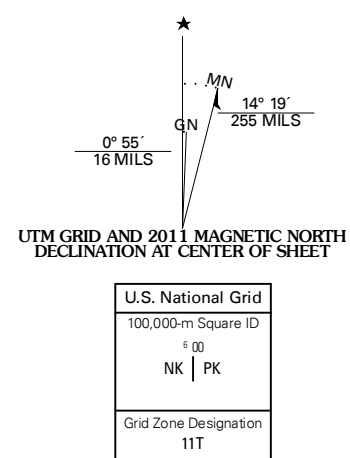 ★
MN
14° 19´
255 MILS
GN
0° 55´
16 MILS
UTM GRID AND 2011 MAGNETIC NORTH
DECLINATION AT CENTER OF SHEET
U.S. National Grid
100,000-m Square ID
6 00
NK | PK
Grid Zone Designation
11T